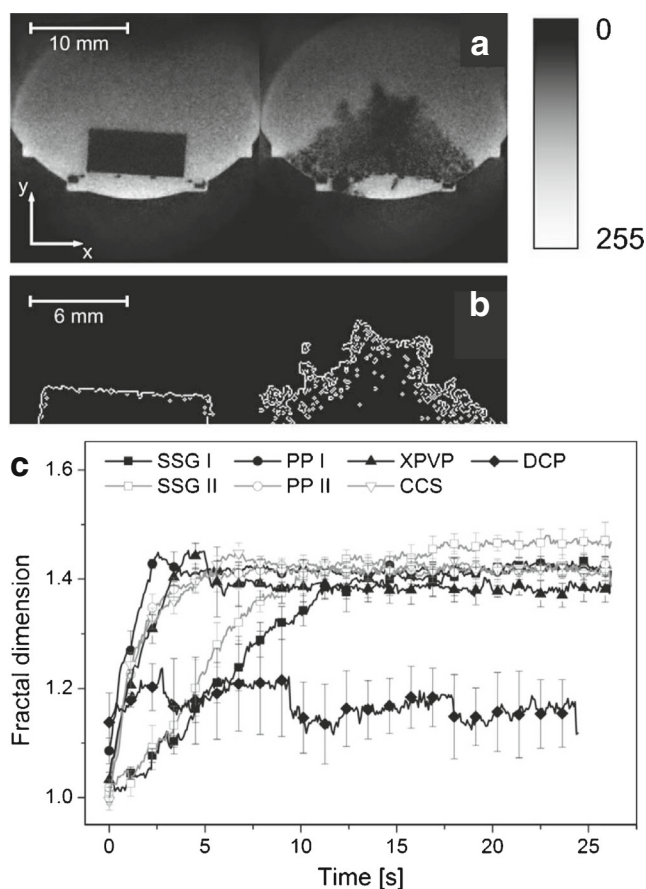 10 mm
a
0
y
x
255
6 mm
b
c
SSG I PP I XPVP DCP
SSG II PP II CCS
1.6
1.4
1.2
1.0
Fractal dimension
0 5 10 15 20 25
Time [s]